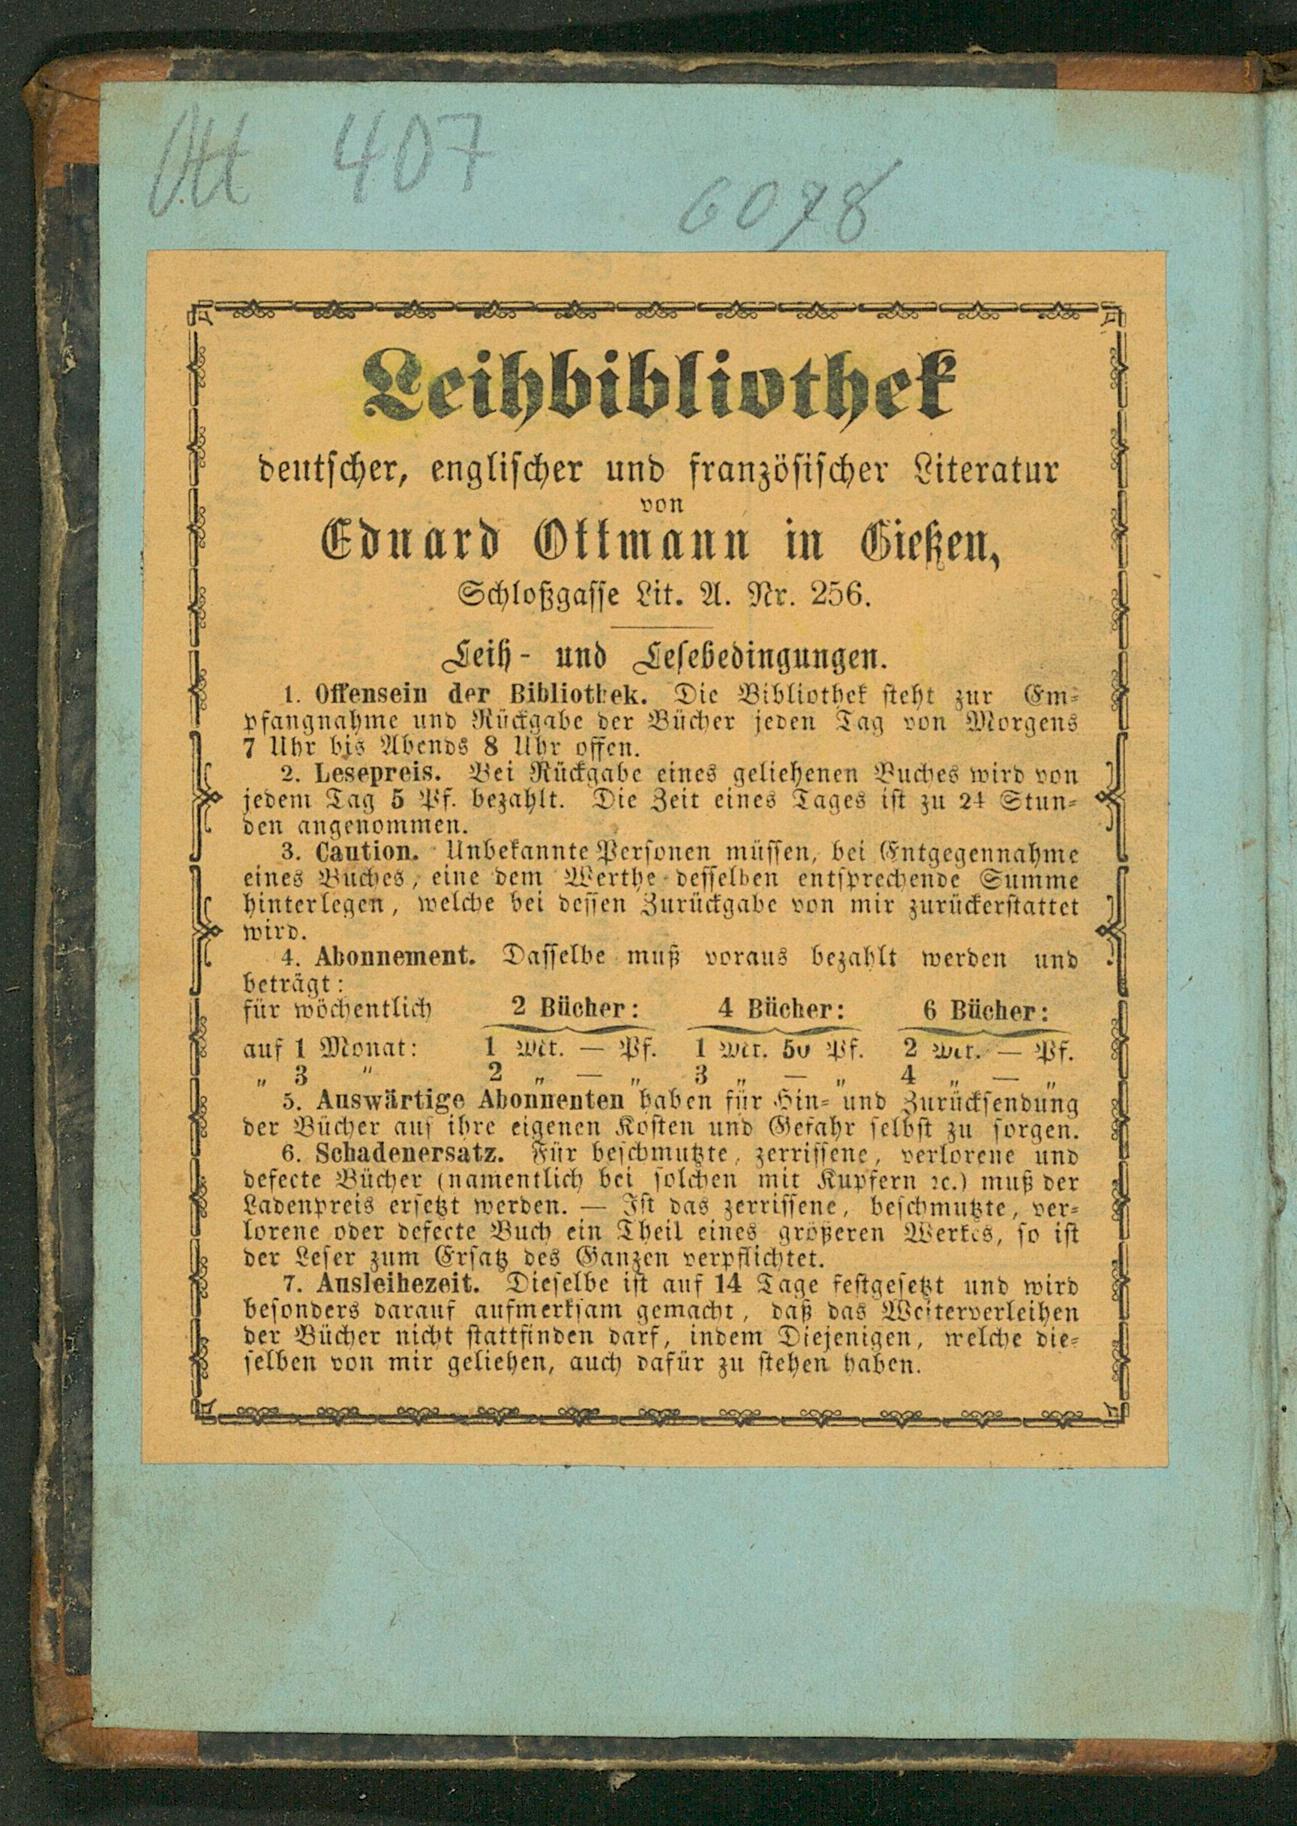 Ott 407
6078
Leihbibliothek
deutscher, englischer und französischer Literatur
von
Eduard Ottmann in Gießen,
Schloßgasse Lit. A. Nr. 256.
Leih- und Lesebedingungen.
1. Offensein der Bibliothek. Die Bibliothek steht zur Em-
pfangnahme und Rückgabe der Bücher jeden Tag von Morgens
7 Uhr bis Abends 8 Uhr offen.
2. Lesepreis. Bei Rückgabe eines geliehenen Buches wird von
jedem Tag 5 Pf. bezahlt. Die Zeit eines Tages ist zu 24 Stun-
den angenommen.
3. Caution. Unbekannte Personen müssen, bei Entgegennahme
eines Buches, eine dem Werthe desselben entsprechende Summe
hinterlegen, welche bei dessen Zurückgabe von mir zurückerstattet
wird.
4. Abonnement. Dasselbe muß voraus bezahlt werden und
beträgt:
für wöchentlich 2 Bücher: 4 Bücher: 6 Bücher:
auf 1 Monat: 1 Mk. — Pf. 1 Mk. 50 Pf. 2 Mk. — Pf.
„ 3 „ 2 „ — „ 3 „ — „ 4 „ — „
5. Auswärtige Abonnenten haben für Hin- und Zurücksendung
der Bücher auf ihre eigenen Kosten und Gefahr selbst zu sorgen.
6. Schadenersatz. Für beschmutzte, zerrissene, verlorene und
defecte Bücher (namentlich bei solchen mit Kupfern ꝛc.) muß der
Ladenpreis ersetzt werden. — Ist das zerrissene, beschmutzte, ver-
lorene oder defecte Buch ein Theil eines größeren Werkes, so ist
der Leser zum Ersatz des Ganzen verpflichtet.
7. Ausleihezeit. Dieselbe ist auf 14 Tage festgesetzt und wird
besonders darauf aufmerksam gemacht, daß das Weiterverleihen
der Bücher nicht stattfinden darf, indem Diejenigen, welche die-
selben von mir geliehen, auch dafür zu stehen haben.